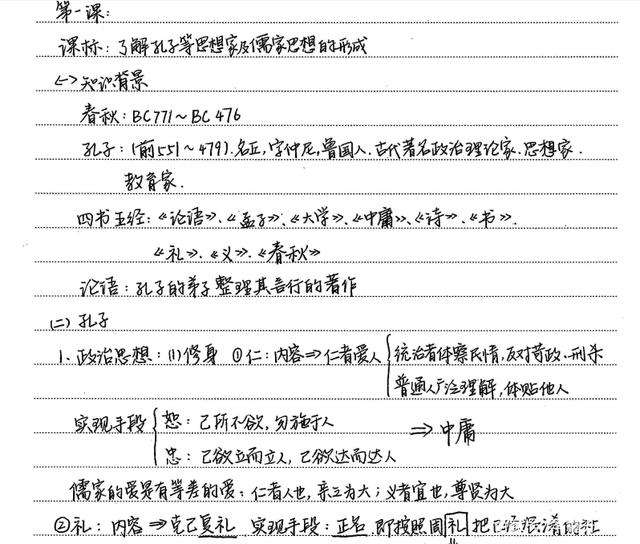 第一课:
课标:了解孔子等思想家及儒家思想的形成
(一)知识背景
春秋:BC771~BC476
孔子:(前551~479).名丘,字仲尼,鲁国人.古代著名政治理论家.思想家.
教育家.
四书五经:《论语》、《孟子》、《大学》、《中庸》、《诗》、《书》、
《礼》、《义》、《春秋》
论语:孔子的弟子整理其言行的著作
(二)孔子
1、政治思想:(1)修身 ①仁:内容⇒仁者爱人
统治者体察民情,反对苛政、刑杀
普通人广泛理解,体贴他人
实现手段
恕:己所不欲,勿施于人
忠:己欲立而立人,己欲达而达人
⇒中庸
儒家的爱是有等差的爱:仁者人也,亲亲为大;义者宜也,尊贤为大
②礼:内容⇒克己复礼 实现手段:正名 即按照周礼把